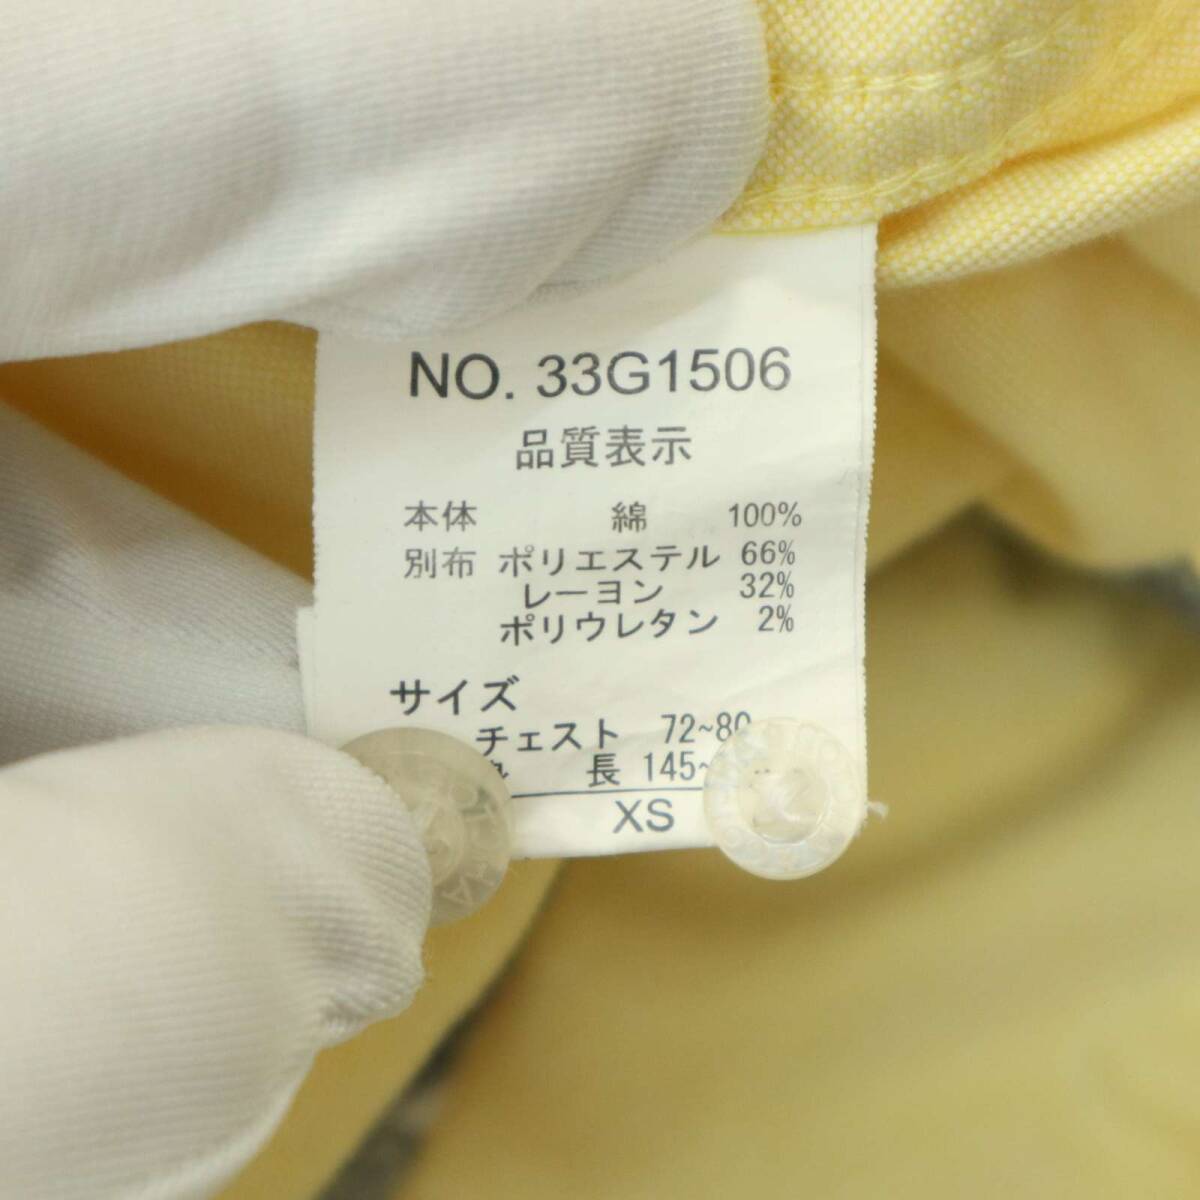 NO. 33G1506
品質表示
本体 綿 100%
別布 ポリエステル 66%
レーヨン 32%
ポリウレタン 2%
サイズ
チェスト 72~80
長 145~
XS